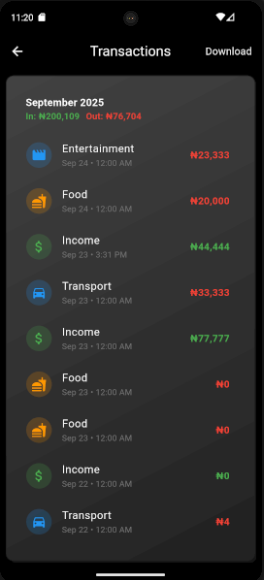 11:20
Transactions
Download
September 2025
In: ₦200,109 Out: ₦76,704
Entertainment
Sep 24 • 12:00 AM
₦23,333
Food
Sep 24 • 12:00 AM
₦20,000
Income
Sep 23 • 3:31 PM
₦44,444
Transport
Sep 23 • 12:00 AM
₦33,333
Income
Sep 23 • 12:00 AM
₦77,777
Food
Sep 23 • 12:00 AM
₦0
Food
Sep 23 • 12:00 AM
₦0
Income
Sep 22 • 12:00 AM
₦0
Transport
Sep 22 • 12:00 AM
₦4